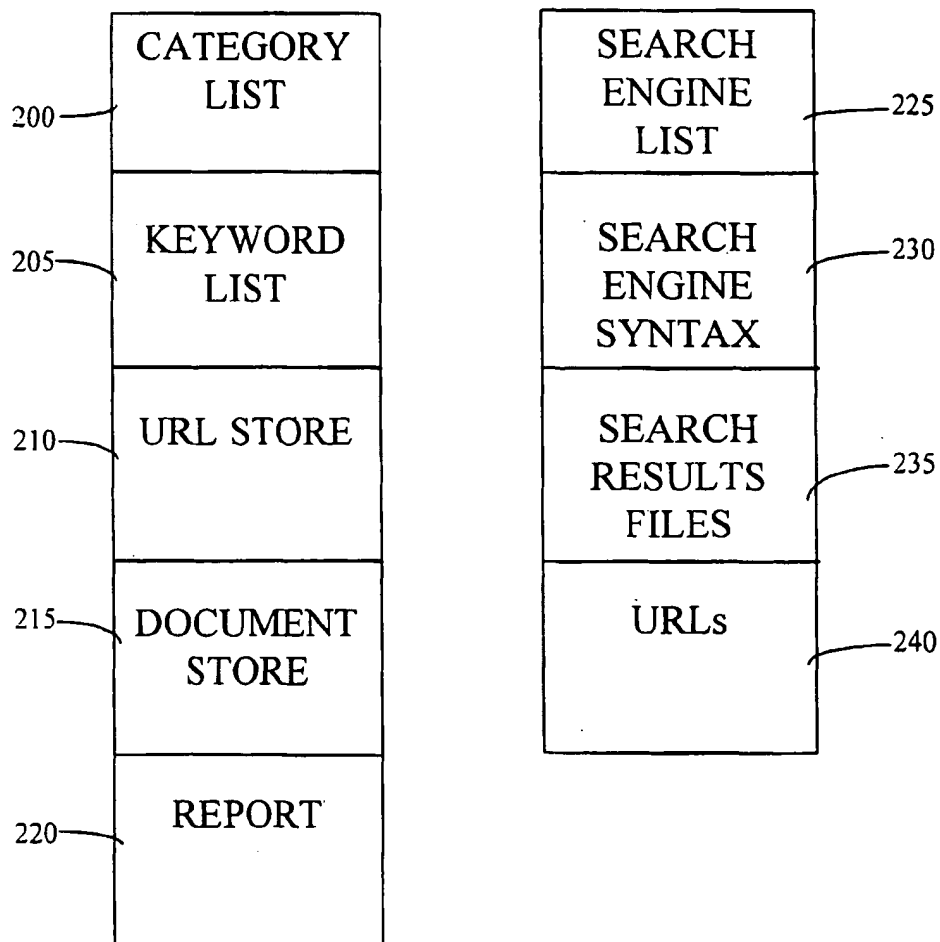 CATEGORY
LIST
200
KEYWORD
LIST
205
URL STORE
210
DOCUMENT
STORE
215
REPORT
220
SEARCH
ENGINE
LIST
225
SEARCH
ENGINE
SYNTAX
230
SEARCH
RESULTS
FILES
235
URLs
240